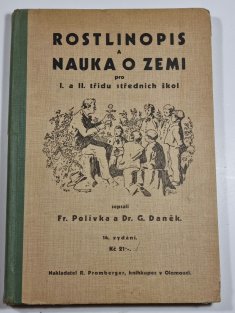 ROSTLINOPIS
A
NAUKA O ZEMI
pro
I. a II. třídu středních škol
sepsali
Fr. Polívka a Dr. G. Daněk.
16. vydání.
Kč 21·-.
Nakladatel R. Promberger, knihkupec v Olomouci.